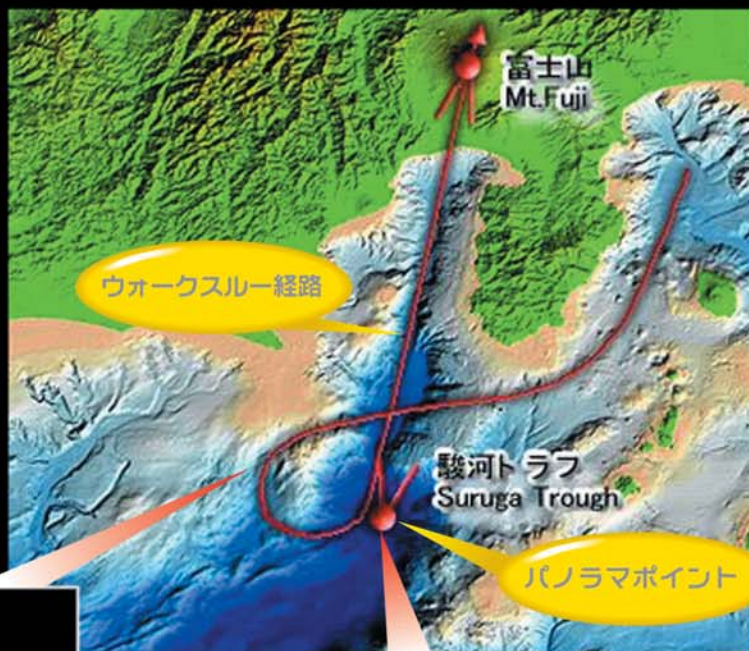 富士山
Mt.Fuji
ウォークスルー経路
駿河トラフ
Suruga Trough
パノラマポイント